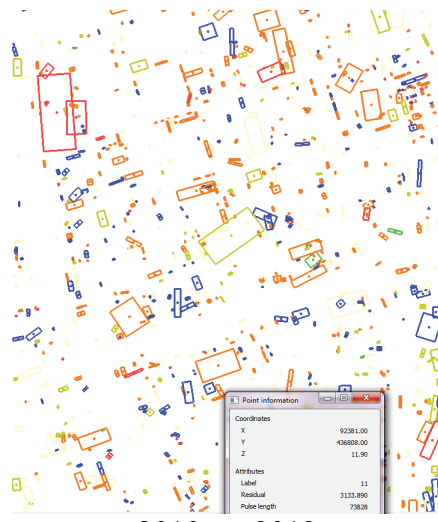 Point information
Coordinates
X 92381.00
Y 436808.00
Z 11.90
Attributes
Label 11
Residual 3133.890
Pulse length 73828